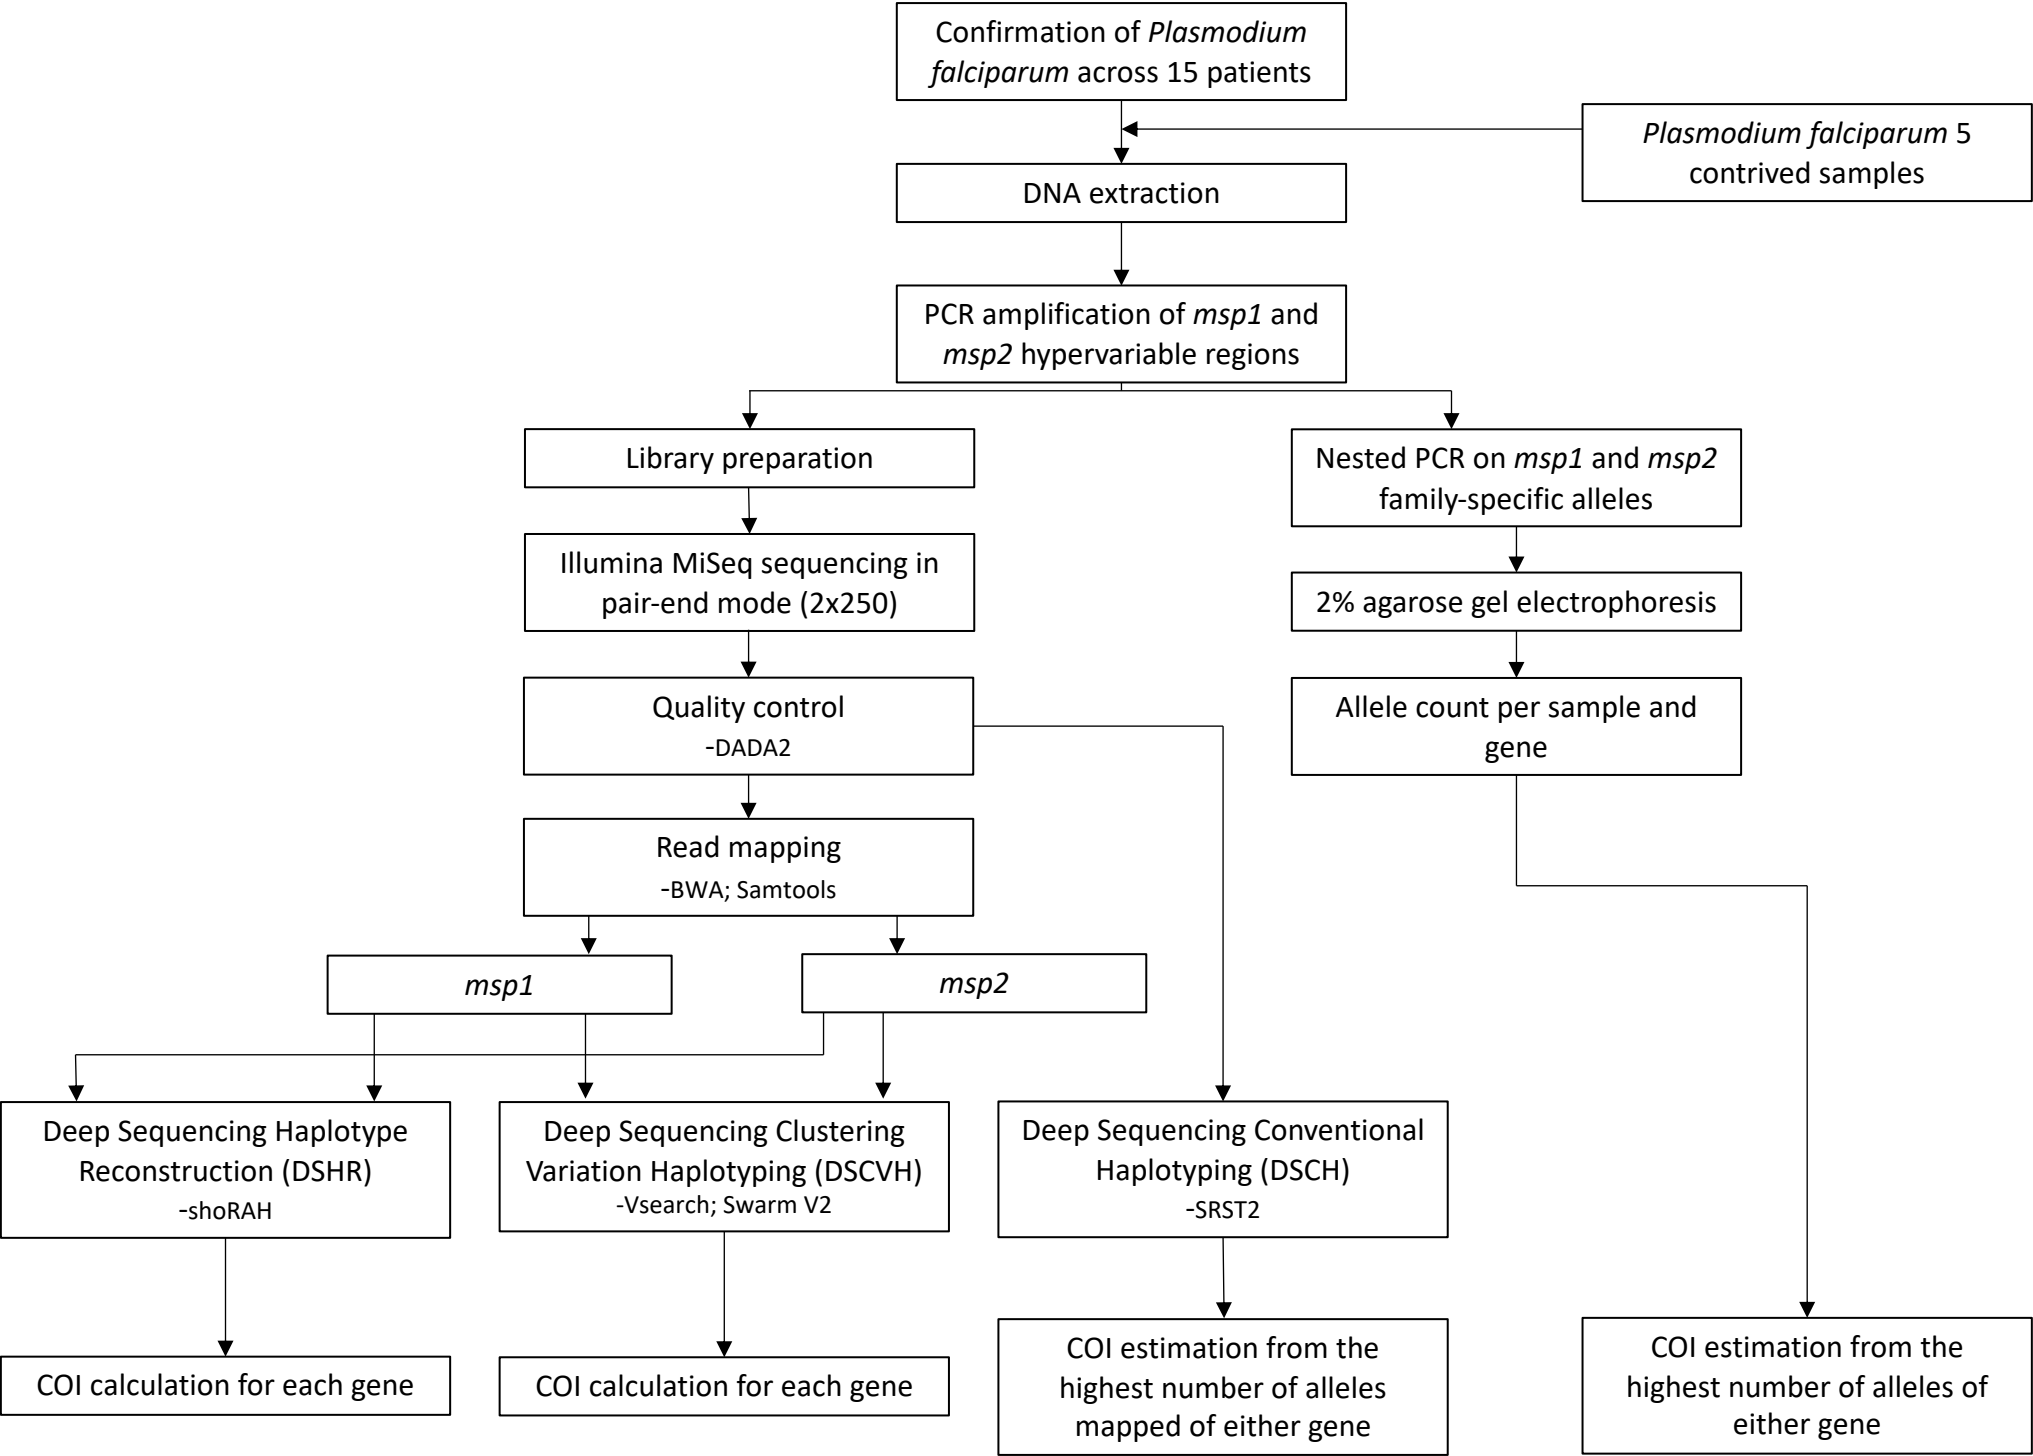 Confirmation of Plasmodium
falciparum across 15 patients
Plasmodium falciparum 5
contrived samples
DNA extraction
PCR amplification of msp1 and
msp2 hypervariable regions
Library preparation
Nested PCR on msp1 and msp2
family-specific alleles
Illumina MiSeq sequencing in
pair-end mode (2x250)
2% agarose gel electrophoresis
Quality control
-DADA2
Allele count per sample and
gene
Read mapping
-BWA; Samtools
msp1
msp2
Deep Sequencing Haplotype
Reconstruction (DSHR)
-shoRAH
Deep Sequencing Clustering
Variation Haplotyping (DSCVH)
-Vsearch; Swarm V2
Deep Sequencing Conventional
Haplotyping (DSCH)
-SRST2
COI calculation for each gene
COI calculation for each gene
COI estimation from the
highest number of alleles
mapped of either gene
COI estimation from the
highest number of alleles of
either gene